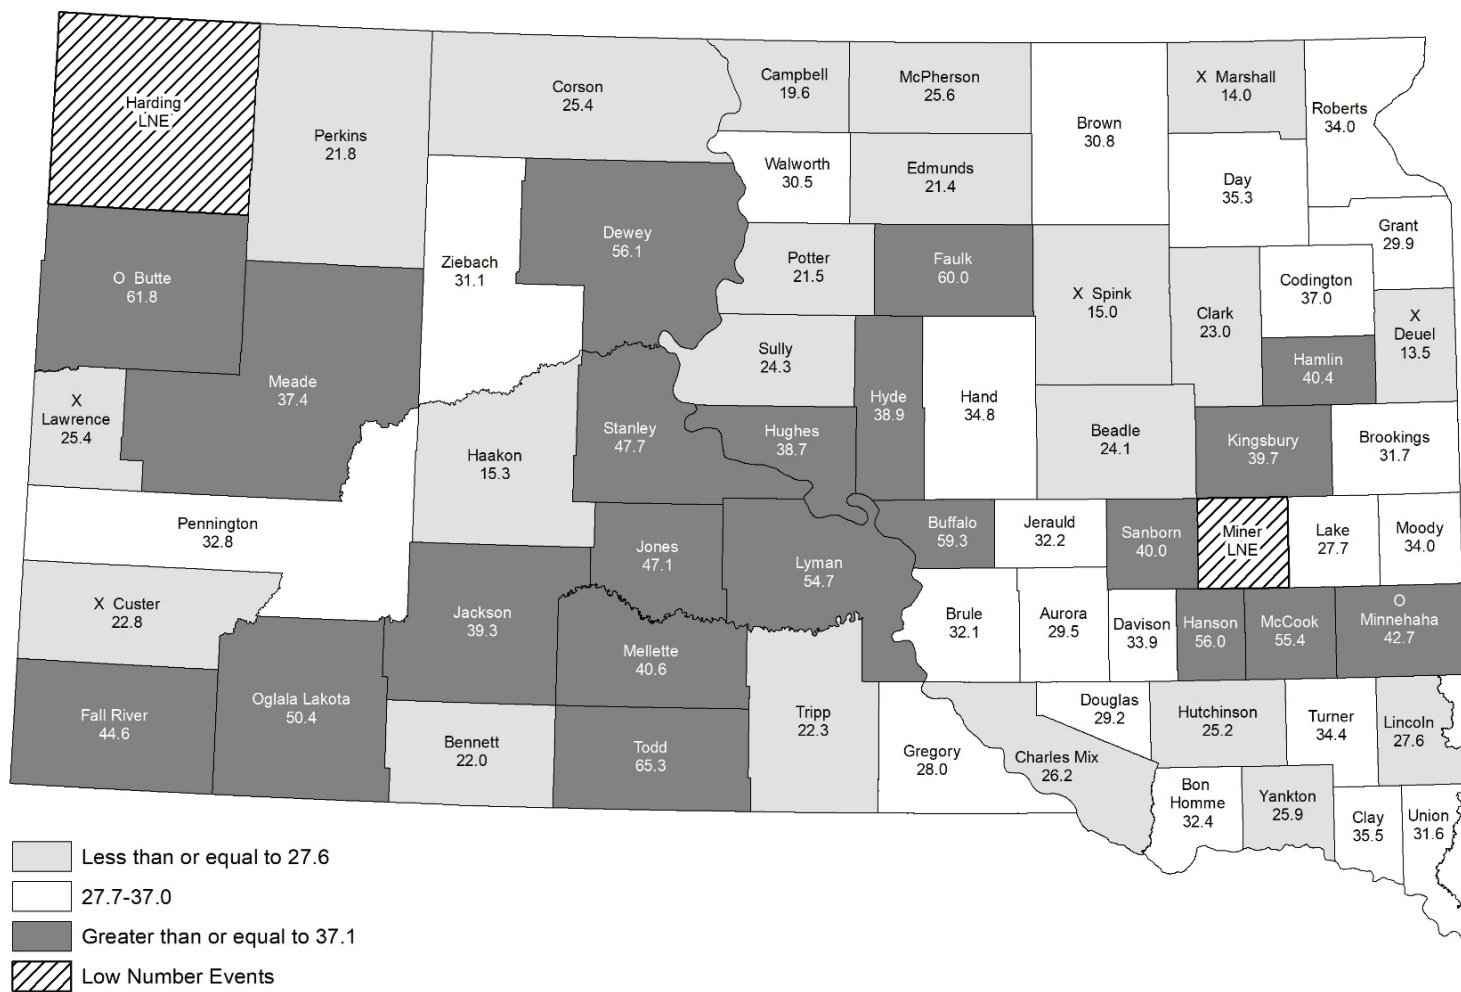 Harding
LNE
Perkins
21.8
Corson
25.4
Campbell
19.6
McPherson
25.6
Brown
30.8
X Marshall
14.0
Roberts
34.0
Walworth
30.5
Edmunds
21.4
Day
35.3
Grant
29.9
O Butte
61.8
Ziebach
31.1
Dewey
56.1
Potter
21.5
Faulk
60.0
X Spink
15.0
Clark
23.0
Codington
37.0
X
Deuel
13.5
Hamlin
40.4
Meade
37.4
X
Lawrence
25.4
Sully
24.3
Hyde
38.9
Hand
34.8
Haakon
15.3
Stanley
47.7
Hughes
38.7
Beadle
24.1
Kingsbury
39.7
Brookings
31.7
Pennington
32.8
Jones
47.1
Lyman
54.7
Buffalo
59.3
Jerauld
32.2
Sanborn
40.0
Miner
LNE
Lake
27.7
Moody
34.0
X Custer
22.8
Jackson
39.3
Mellette
40.6
Brule
32.1
Aurora
29.5
Davison
33.9
Hanson
56.0
McCook
55.4
O
Minnehaha
42.7
Fall River
44.6
Oglala Lakota
50.4
Bennett
22.0
Todd
65.3
Tripp
22.3
Gregory
28.0
Charles Mix
26.2
Douglas
29.2
Hutchinson
25.2
Turner
34.4
Lincoln
27.6
Bon
Homme
32.4
Yankton
25.9
Clay
35.5
Union
31.6
Less than or equal to 27.6
27.7-37.0
Greater than or equal to 37.1
Low Number Events